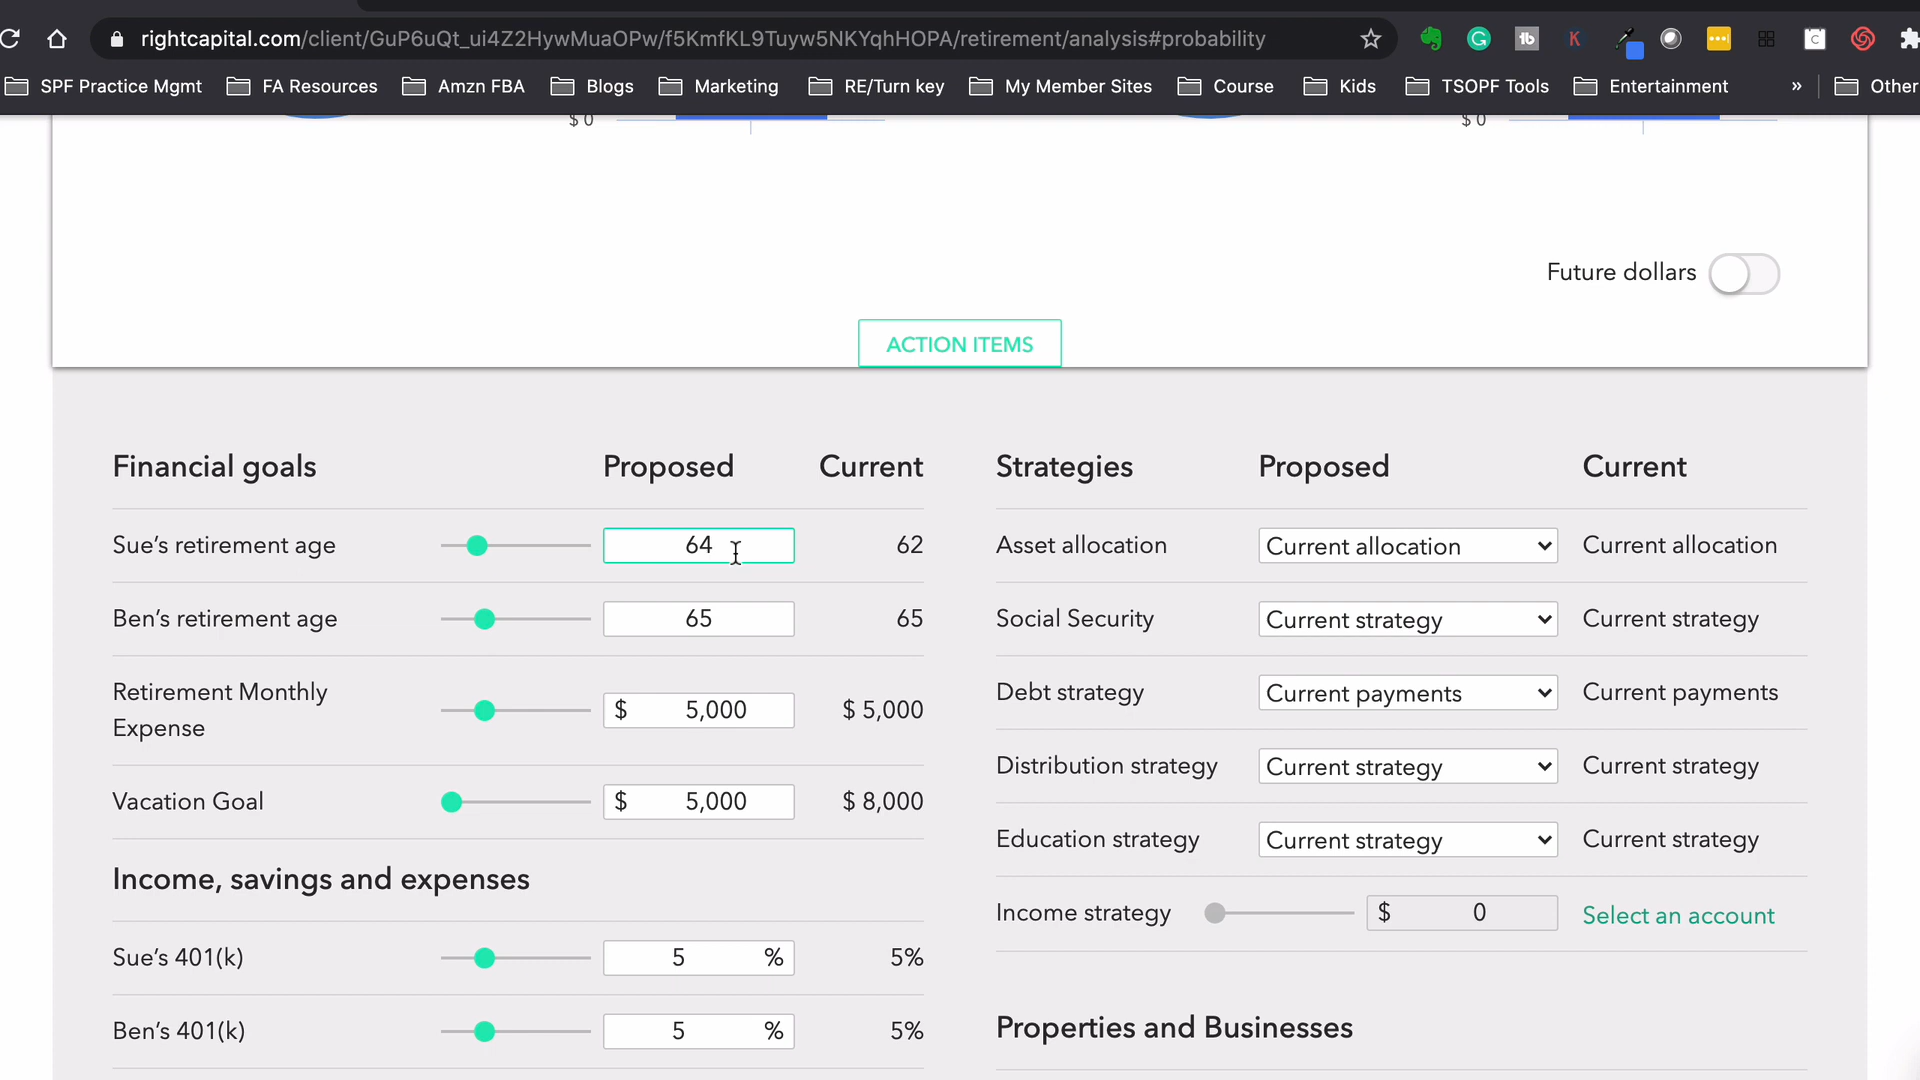 rightcapital.com/client/GuP6uQt_ui4Z2HywMuaOPw/f5KmfKL9Tuyw5NKYqhHOPA/retirement/analysis#probability
SPF Practice Mgmt FA Resources Amzn FBA Blogs Marketing RE/Turn key My Member Sites Course Kids TSOPF Tools Entertainment » Other
$ 0 $ 0
Future dollars
ACTION ITEMS
Financial goals Proposed Current
Sue's retirement age 64 62
Ben's retirement age 65 65
Retirement Monthly
Expense $ 5,000 $ 5,000
Vacation Goal $ 5,000 $ 8,000
Income, savings and expenses
Sue's 401(k) 5 % 5%
Ben's 401(k) 5 % 5%
Strategies Proposed Current
Asset allocation Current allocation Current allocation
Social Security Current strategy Current strategy
Debt strategy Current payments Current payments
Distribution strategy Current strategy Current strategy
Education strategy Current strategy Current strategy
Income strategy $ 0 Select an account
Properties and Businesses